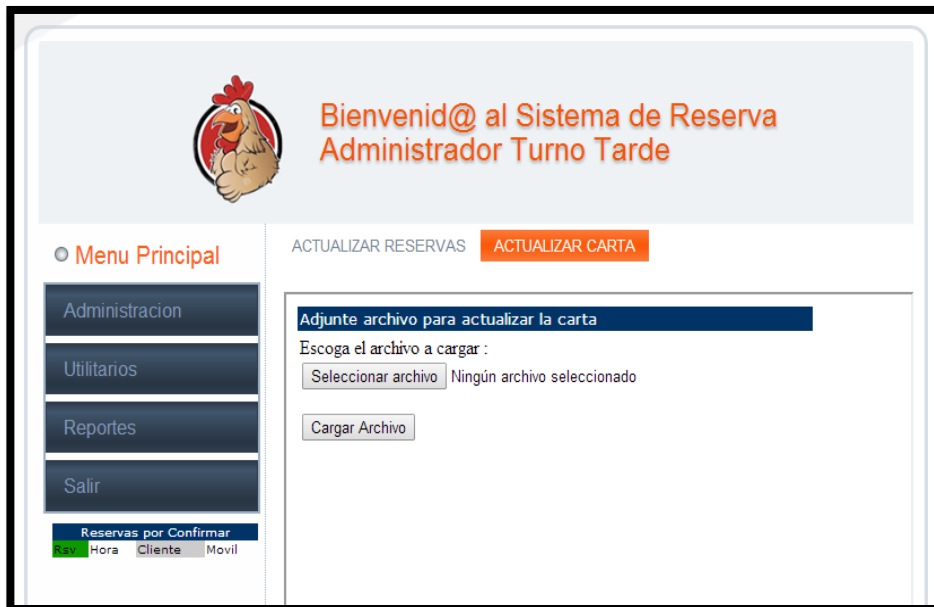 Bienvenid@ al Sistema de Reserva
Administrador Turno Tarde
Menu Principal
ACTUALIZAR RESERVAS ACTUALIZAR CARTA
Administracion
Utilitarios
Reportes
Salir
Adjunte archivo para actualizar la carta
Escoga el archivo a cargar :
Seleccionar archivo Ningún archivo seleccionado
Cargar Archivo
Reservas por Confirmar
Rsv Hora Cliente Movil